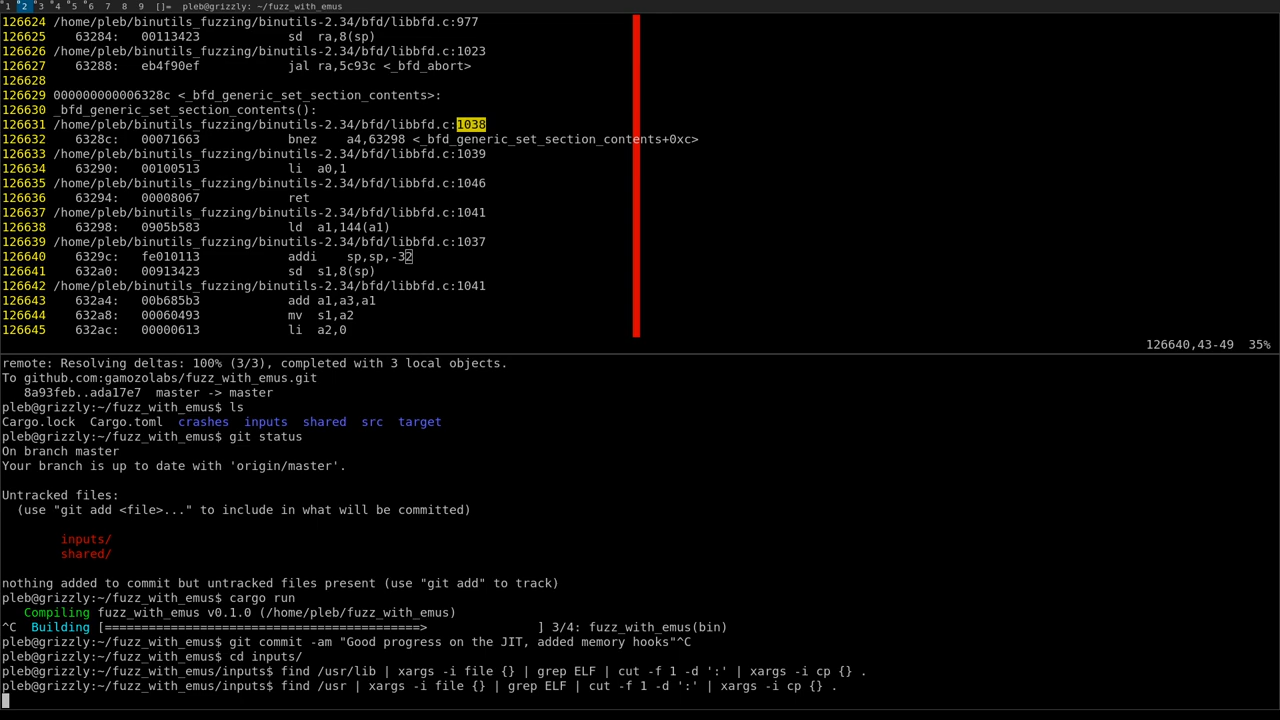 1 2 3 4 5 6 7 8 9 []= pleb@grizzly: ~/fuzz_with_emus
126624 /home/pleb/binutils_fuzzing/binutils-2.34/bfd/libbfd.c:977
126625    63284:   00113423            sd  ra,8(sp)
126626 /home/pleb/binutils_fuzzing/binutils-2.34/bfd/libbfd.c:1023
126627    63288:   eb4f90ef            jal ra,5c93c <_bfd_abort>
126628
126629 000000000006328c <_bfd_generic_set_section_contents>:
126630 _bfd_generic_set_section_contents():
126631 /home/pleb/binutils_fuzzing/binutils-2.34/bfd/libbfd.c:1038
126632    6328c:   00071663            bnez    a4,63298 <_bfd_generic_set_section_contents+0xc>
126633 /home/pleb/binutils_fuzzing/binutils-2.34/bfd/libbfd.c:1039
126634    63290:   00100513            li  a0,1
126635 /home/pleb/binutils_fuzzing/binutils-2.34/bfd/libbfd.c:1046
126636    63294:   00008067            ret
126637 /home/pleb/binutils_fuzzing/binutils-2.34/bfd/libbfd.c:1041
126638    63298:   0905b583            ld  a1,144(a1)
126639 /home/pleb/binutils_fuzzing/binutils-2.34/bfd/libbfd.c:1037
126640    6329c:   fe010113            addi    sp,sp,-32
126641    632a0:   00913423            sd  s1,8(sp)
126642 /home/pleb/binutils_fuzzing/binutils-2.34/bfd/libbfd.c:1041
126643    632a4:   00b685b3            add a1,a3,a1
126644    632a8:   00060493            mv  s1,a2
126645    632ac:   00000613            li  a2,0
126640,43-49  35%
remote: Resolving deltas: 100% (3/3), completed with 3 local objects.
To github.com:gamozolabs/fuzz_with_emus.git
   8a93feb..ada17e7  master -> master
pleb@grizzly:~/fuzz_with_emus$ ls
Cargo.lock  Cargo.toml  crashes  inputs  shared  src  target
pleb@grizzly:~/fuzz_with_emus$ git status
On branch master
Your branch is up to date with 'origin/master'.
Untracked files:
  (use "git add <file>..." to include in what will be committed)
        inputs/
        shared/
nothing added to commit but untracked files present (use "git add" to track)
pleb@grizzly:~/fuzz_with_emus$ cargo run
   Compiling fuzz_with_emus v0.1.0 (/home/pleb/fuzz_with_emus)
^C  Building [===========================================>               ] 3/4: fuzz_with_emus(bin)
pleb@grizzly:~/fuzz_with_emus$ git commit -am "Good progress on the JIT, added memory hooks"^C
pleb@grizzly:~/fuzz_with_emus$ cd inputs/
pleb@grizzly:~/fuzz_with_emus/inputs$ find /usr/lib | xargs -i file {} | grep ELF | cut -f 1 -d ':' | xargs -i cp {} .
pleb@grizzly:~/fuzz_with_emus/inputs$ find /usr | xargs -i file {} | grep ELF | cut -f 1 -d ':' | xargs -i cp {} .